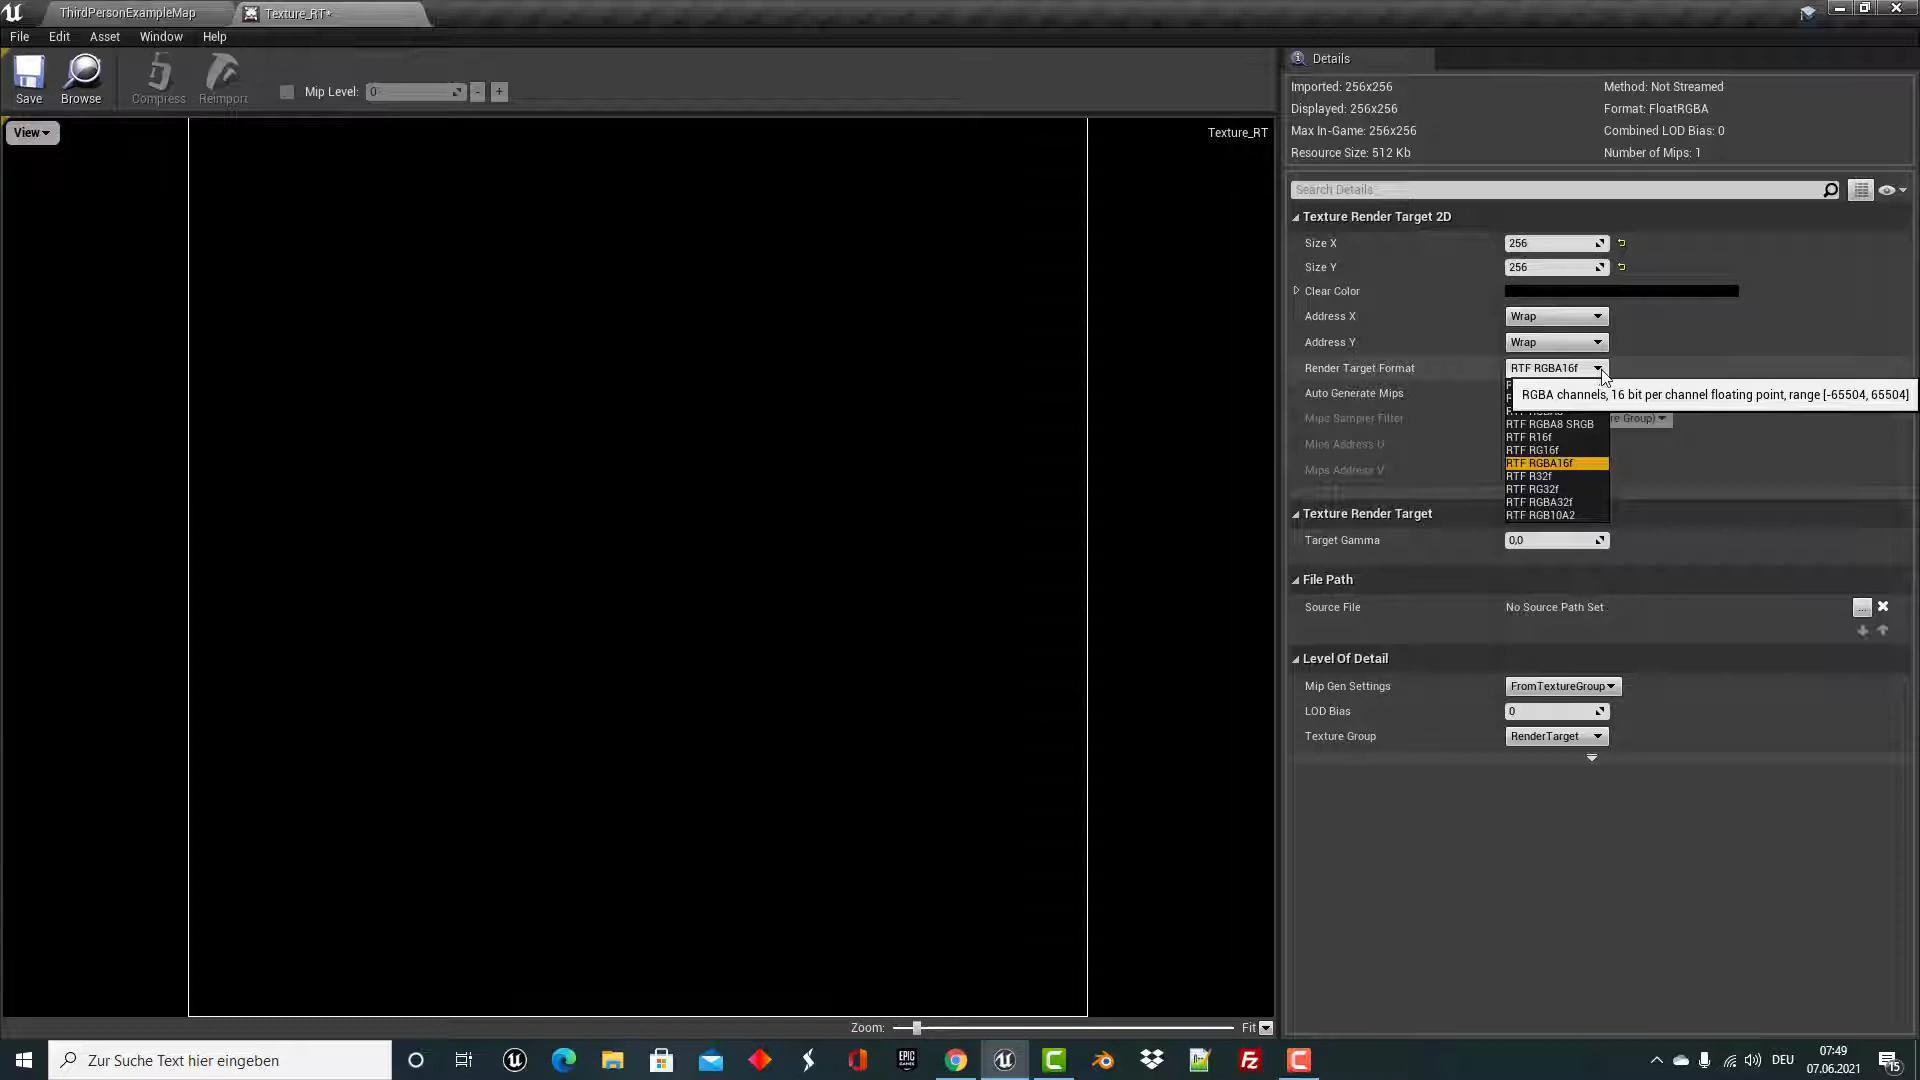 ThirdPersonExampleMap
Texture_RT*
File Edit Asset Window Help
Save
Browse
Compress
Reimport
Mip Level: 0 - +
View
Texture_RT
Zoom:
Fit
Details
Imported: 256x256
Method: Not Streamed
Displayed: 256x256
Format: FloatRGBA
Max In-Game: 256x256
Combined LOD Bias: 0
Resource Size: 512 Kb
Number of Mips: 1
Search Details
Texture Render Target 2D
Size X 256
Size Y 256
Clear Color
Address X Wrap
Address Y Wrap
Render Target Format RTF RGBA16f
RGBA channels, 16 bit per channel floating point, range [-65504, 65504]
Auto Generate Mips
Mips Sampler Filter
re Group)
Mips Address U
Mips Address V
RTF RGBA8 SRGB
RTF R16f
RTF RG16f
RTF RGBA16f
RTF R32f
RTF RG32f
RTF RGBA32f
RTF RGB10A2
Texture Render Target
Target Gamma 0,0
File Path
Source File No Source Path Set ...
Level Of Detail
Mip Gen Settings FromTextureGroup
LOD Bias 0
Texture Group RenderTarget
Zur Suche Text hier eingeben
EPIC
GAMES
DEU
07:49
07.06.2021
15